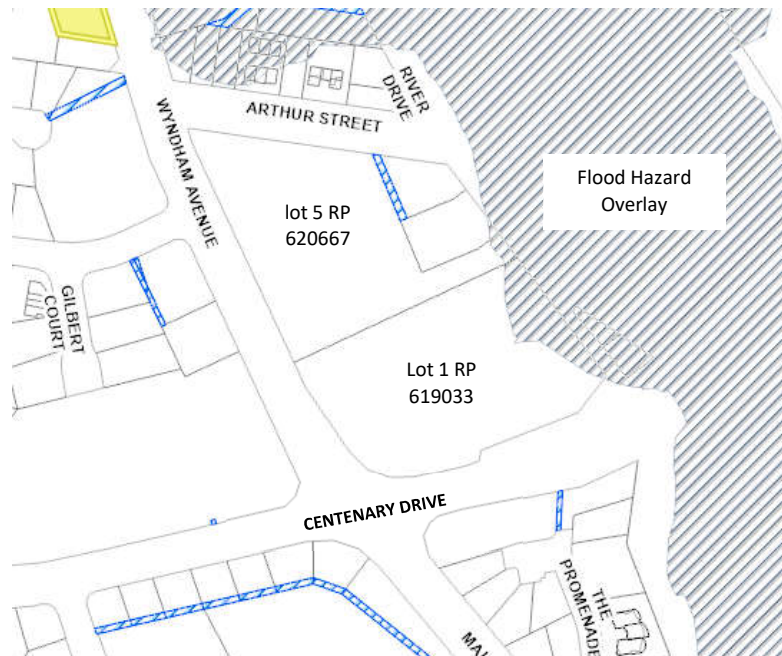 RIVER
DRIVE
ARTHUR STREET
WYNDHAM AVENUE
Flood Hazard
Overlay
lot 5 RP
620667
GILBERT
COURT
Lot 1 RP
619033
CENTENARY DRIVE
THE
PROMENADE